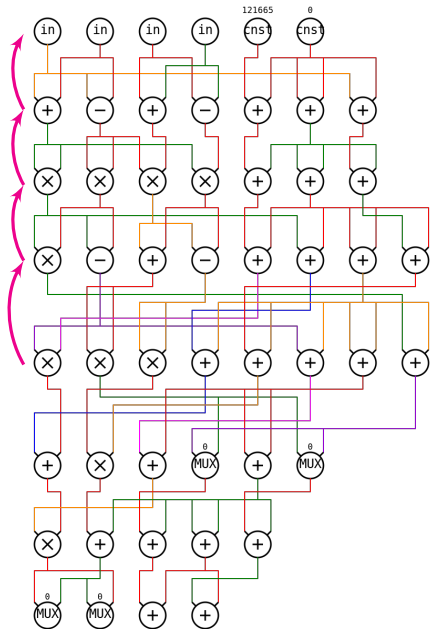 121665 0
in in in in cnst cnst
+ − + − + + +
× × × × + + +
× − + − + + + +
× × × + + + + +
0 0
+ × + MUX + MUX
× + + + +
0 0
MUX MUX + +